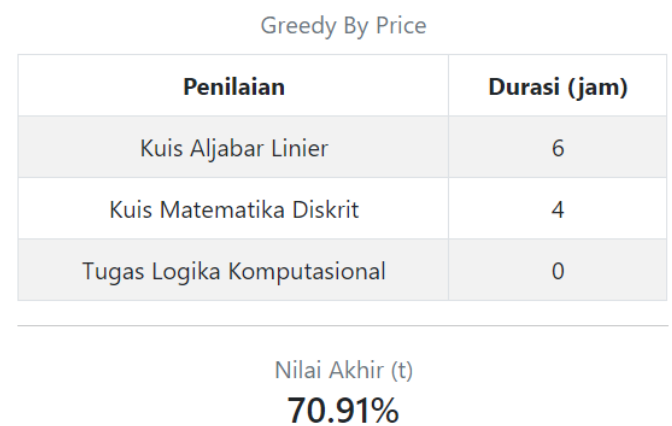 Greedy By Price
Penilaian Durasi (jam)
Kuis Aljabar Linier 6
Kuis Matematika Diskrit 4
Tugas Logika Komputasional 0
Nilai Akhir (t)
70.91%